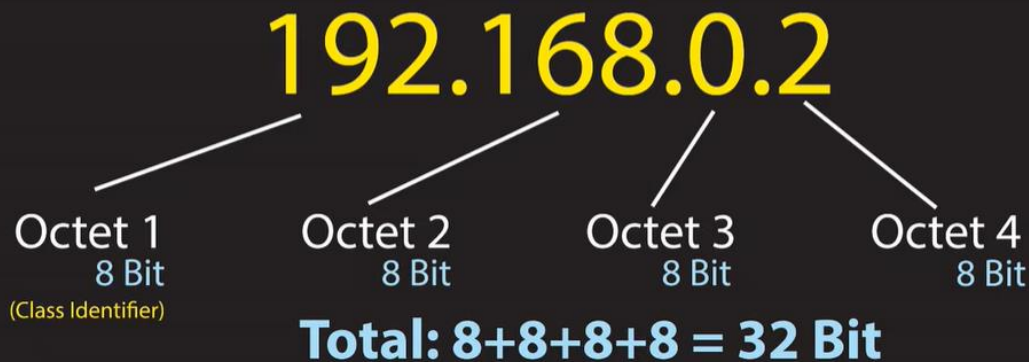 192.168.0.2
Octet 1 Octet 2 Octet 3 Octet 4
8 Bit 8 Bit 8 Bit 8 Bit
(Class Identifier)
Total: 8+8+8+8 = 32 Bit